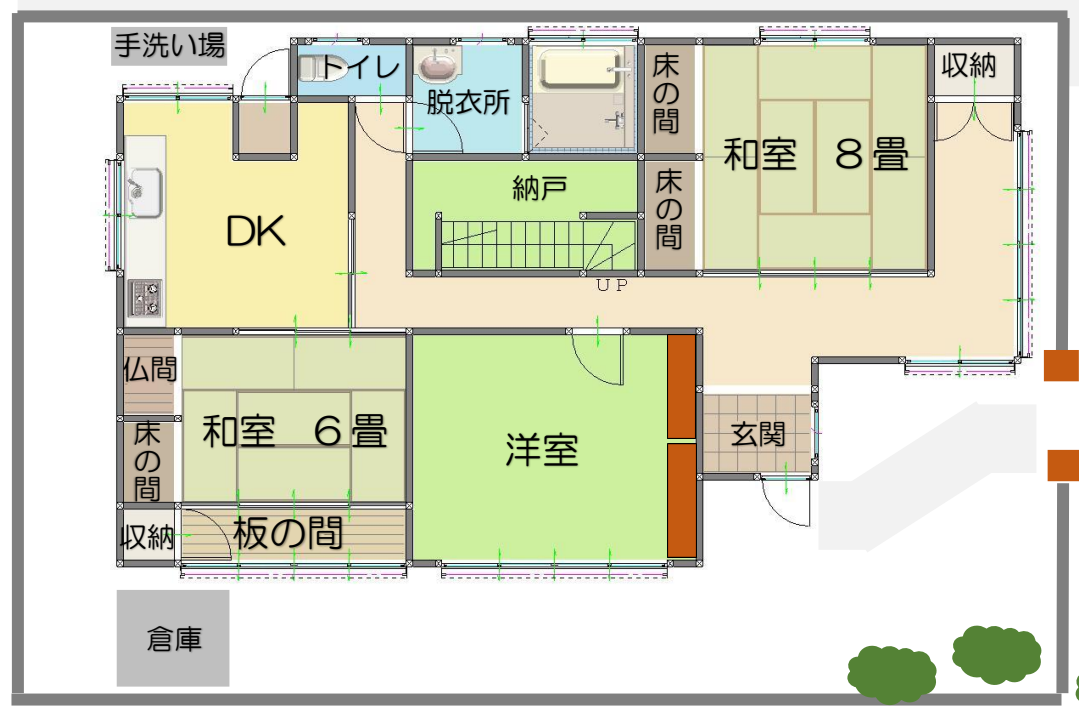 手洗い場
トイレ
脱衣所
床の間
和室 8畳
収納
納戸
床の間
DK
UP
仏間
和室 6畳
床の間
洋室
玄関
収納
板の間
倉庫